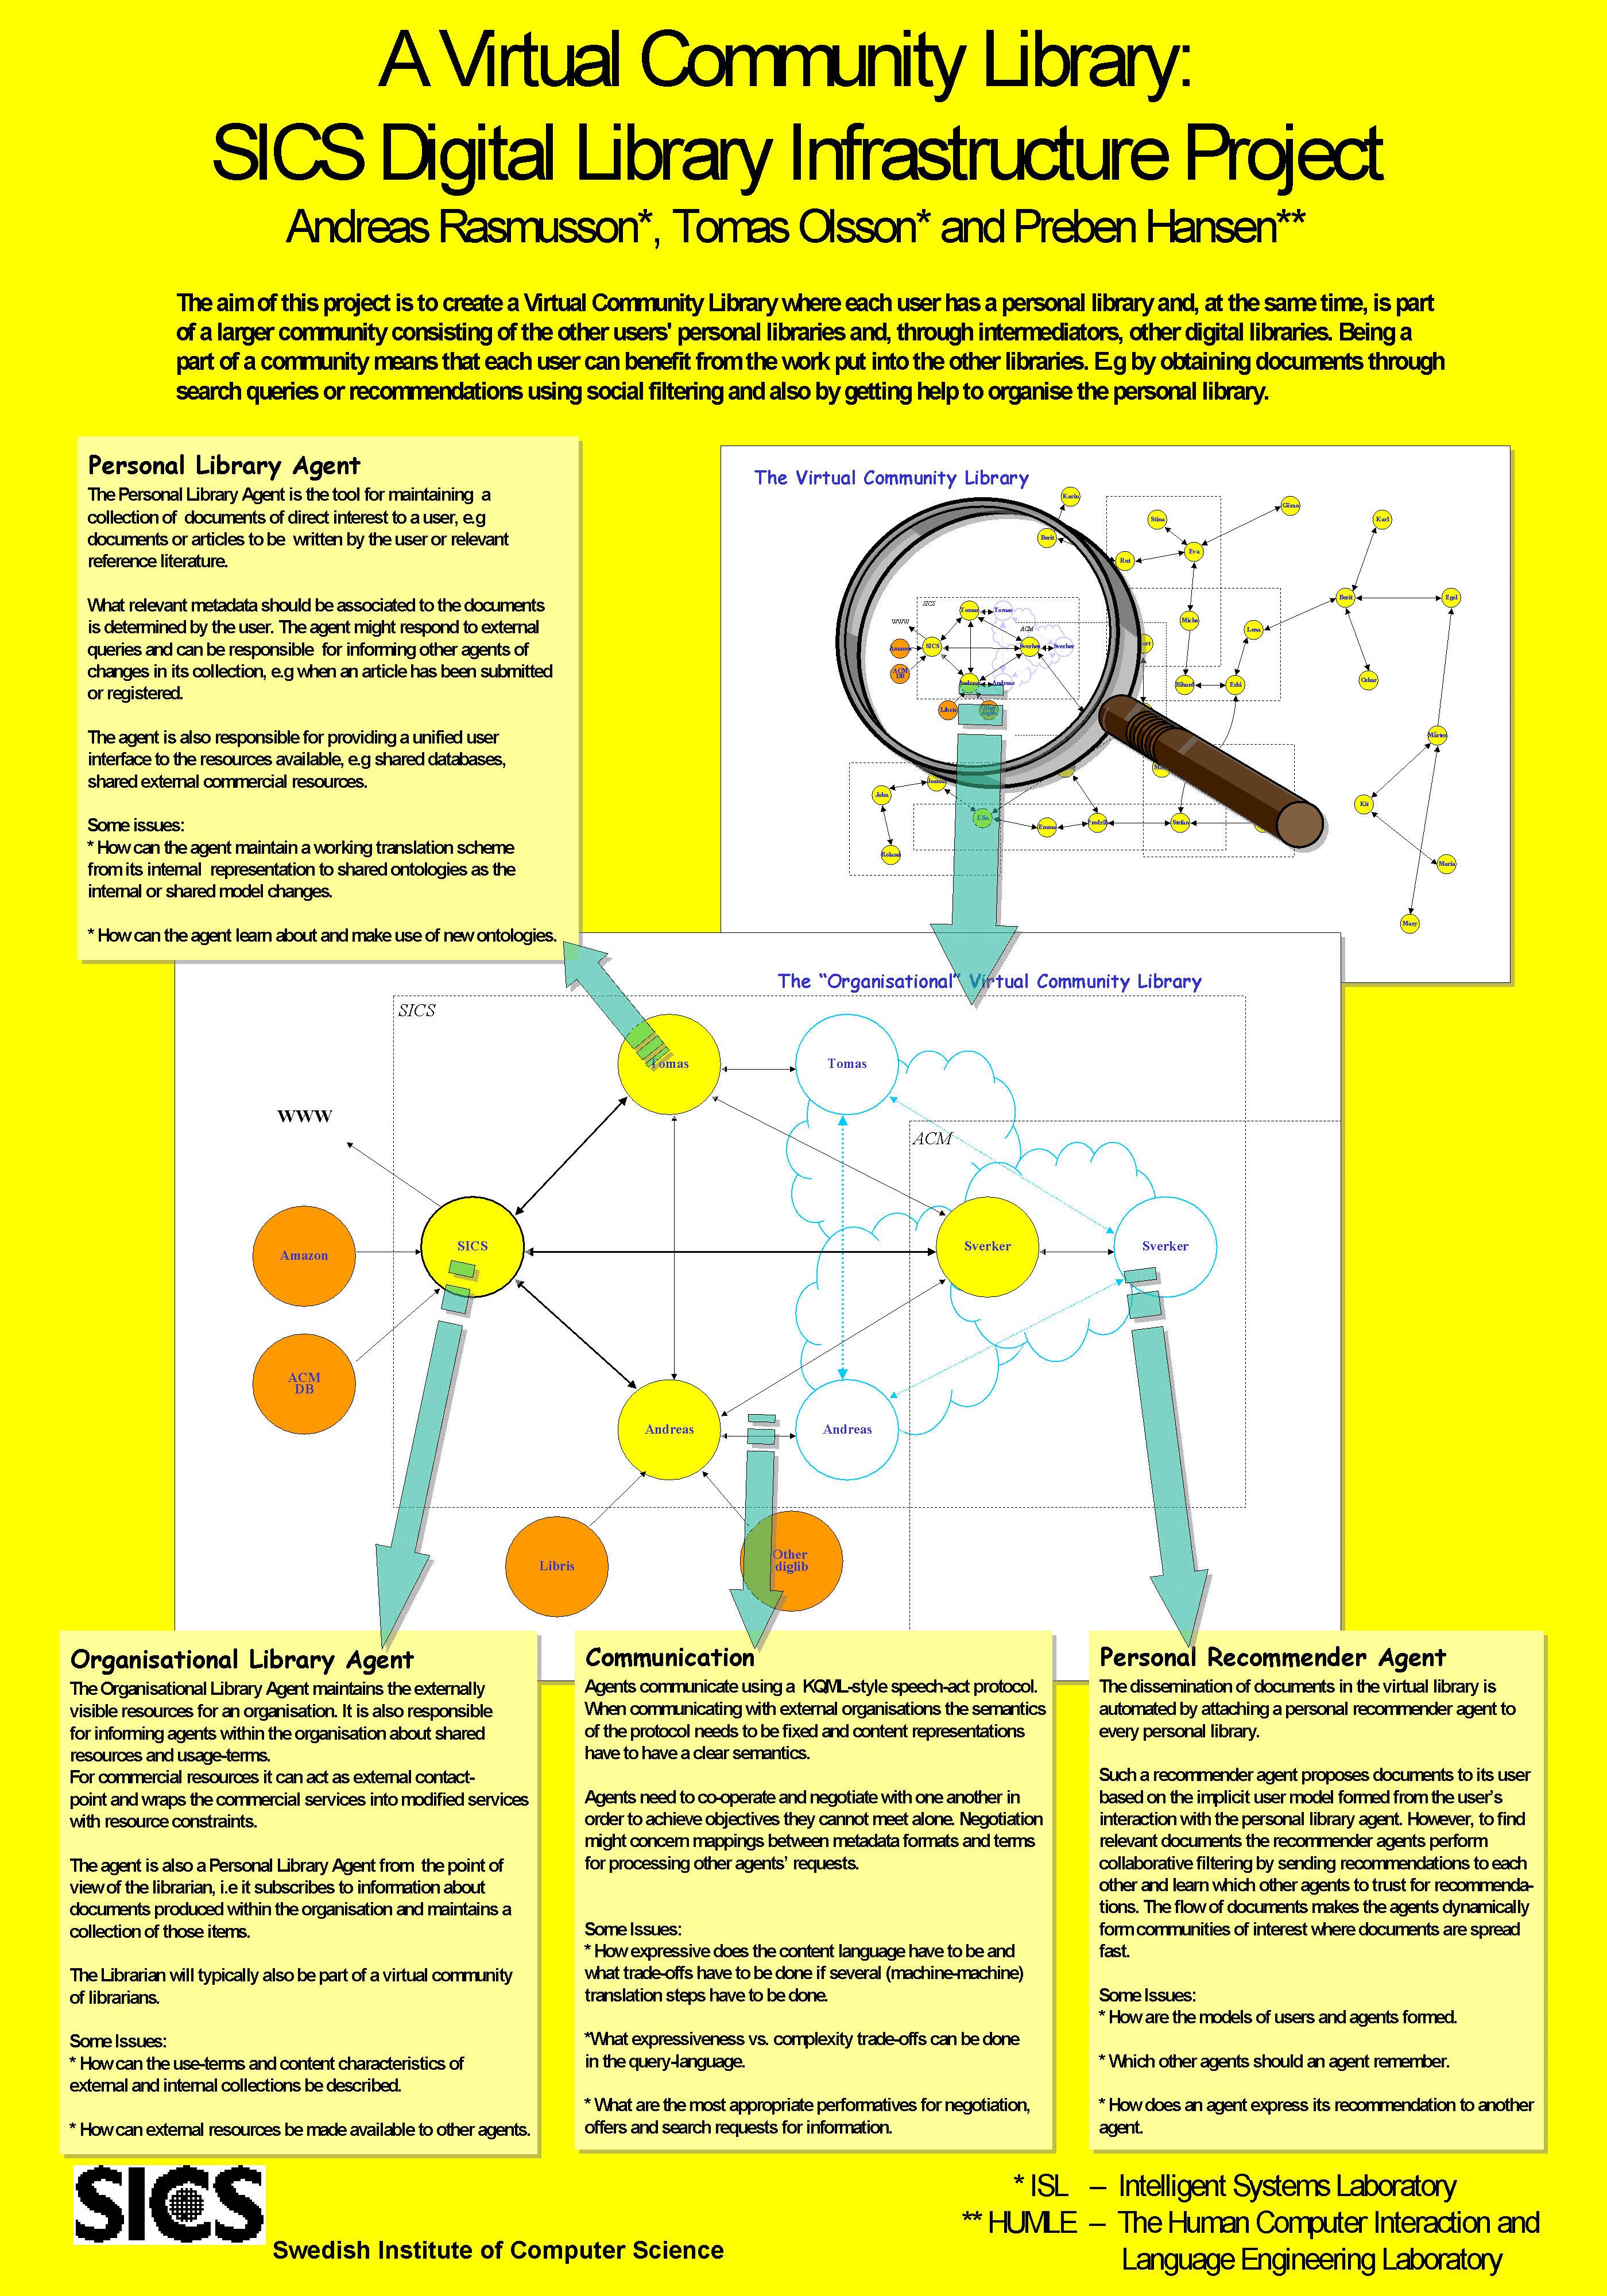 A Virtual Community Library:
SICS Digital Library Infrastructure Project
Andreas Rasmusson*, Tomas Olsson* and Preben Hansen**
The aim of this project is to create a Virtual Community Library where each user has a personal library and, at the same time, is part
of a larger community consisting of the other users' personal libraries and, through intermediators, other digital libraries. Being a
part of a community means that each user can benefit from the work put into the other libraries. E.g by obtaining documents through
search queries or recommendations using social filtering and also by getting help to organise the personal library.
Personal Library Agent
The Personal Library Agent is the tool for maintaining a
collection of documents of direct interest to a user, e.g
documents or articles to be written by the user or relevant
reference literature.
What relevant metadata should be associated to the documents
is determined by the user. The agent might respond to external
queries and can be responsible for informing other agents of
changes in its collection, e.g when an article has been submitted
or registered.
The agent is also responsible for providing a unified user
interface to the resources available, e.g shared databases,
shared external commercial resources.
Some issues:
* How can the agent maintain a working translation scheme
from its internal representation to shared ontologies as the
internal or shared model changes.
* How can the agent learn about and make use of new ontologies.
The Virtual Community Library
Karin
Berit
Stina
Göran
Rut
Eva
Karl
Micke
Lena
Berit
Egel
Rikard
Ecki
Oskar
Mårten
Kit
Maria
Mary
SICS
WWW
Tomas
Tomas
ACM
Amazon
SICS
Sverker
Sverker
ACM
DB
Andreas
Andreas
Libris
John
Joanna
Roland
Elin
Emma
Fredrik
Stefan
The “Organisational” Virtual Community Library
SICS
Tomas
Tomas
WWW
ACM
Amazon
SICS
Sverker
Sverker
ACM
DB
Andreas
Andreas
Libris
Other
diglib
Organisational Library Agent
The Organisational Library Agent maintains the externally
visible resources for an organisation. It is also responsible
for informing agents within the organisation about shared
resources and usage-terms.
For commercial resources it can act as external contact-
point and wraps the commercial services into modified services
with resource constraints.
The agent is also a Personal Library Agent from the point of
view of the librarian, i.e it subscribes to information about
documents produced within the organisation and maintains a
collection of those items.
The Librarian will typically also be part of a virtual community
of librarians.
Some Issues:
* How can the use-terms and content characteristics of
external and internal collections be described.
* How can external resources be made available to other agents.
Communication
Agents communicate using a KQML-style speech-act protocol.
When communicating with external organisations the semantics
of the protocol needs to be fixed and content representations
have to have a clear semantics.
Agents need to co-operate and negotiate with one another in
order to achieve objectives they cannot meet alone. Negotiation
might concern mappings between metadata formats and terms
for processing other agents’ requests.
Some Issues:
* How expressive does the content language have to be and
what trade-offs have to be done if several (machine-machine)
translation steps have to be done.
*What expressiveness vs. complexity trade-offs can be done
in the query-language.
* What are the most appropriate performatives for negotiation,
offers and search requests for information.
Personal Recommender Agent
The dissemination of documents in the virtual library is
automated by attaching a personal recommender agent to
every personal library.
Such a recommender agent proposes documents to its user
based on the implicit user model formed from the user’s
interaction with the personal library agent. However, to find
relevant documents the recommender agents perform
collaborative filtering by sending recommendations to each
other and learn which other agents to trust for recommenda-
tions. The flow of documents makes the agents dynamically
form communities of interest where documents are spread
fast.
Some Issues:
* How are the models of users and agents formed.
* Which other agents should an agent remember.
* How does an agent express its recommendation to another
agent.
SICS
Swedish Institute of Computer Science
* ISL – Intelligent Systems Laboratory
** HUMLE – The Human Computer Interaction and
Language Engineering Laboratory